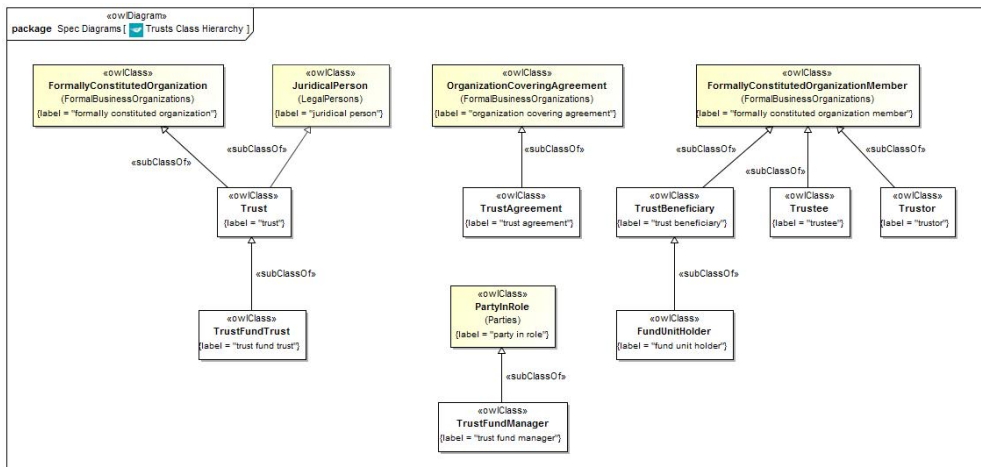 «owlDiagram»
package Spec Diagrams [ Trusts Class Hierarchy ]
«owlClass»
FormallyConstitutedOrganization
(FormalBusinessOrganizations)
{label = "formally constituted organization"}
«owlClass»
JuridicalPerson
(LegalPersons)
{label = "juridical person"}
«owlClass»
OrganizationCoveringAgreement
(FormalBusinessOrganizations)
{label = "organization covering agreement"}
«owlClass»
FormallyConstitutedOrganizationMember
(FormalBusinessOrganizations)
{label = "formally constituted organization member"}
«subClassOf»
«subClassOf»
«subClassOf»
«subClassOf»
«subClassOf»
«subClassOf»
«owlClass»
Trust
{label = "trust"}
«owlClass»
TrustAgreement
{label = "trust agreement"}
«owlClass»
TrustBeneficiary
{label = "trust beneficiary"}
«owlClass»
Trustee
{label = "trustee"}
«owlClass»
Trustor
{label = "trustor"}
«subClassOf»
«subClassOf»
«owlClass»
TrustFundTrust
{label = "trust fund trust"}
«owlClass»
PartyInRole
(Parties)
{label = "party in role"}
«owlClass»
FundUnitHolder
{label = "fund unit holder"}
«subClassOf»
«owlClass»
TrustFundManager
{label = "trust fund manager"}